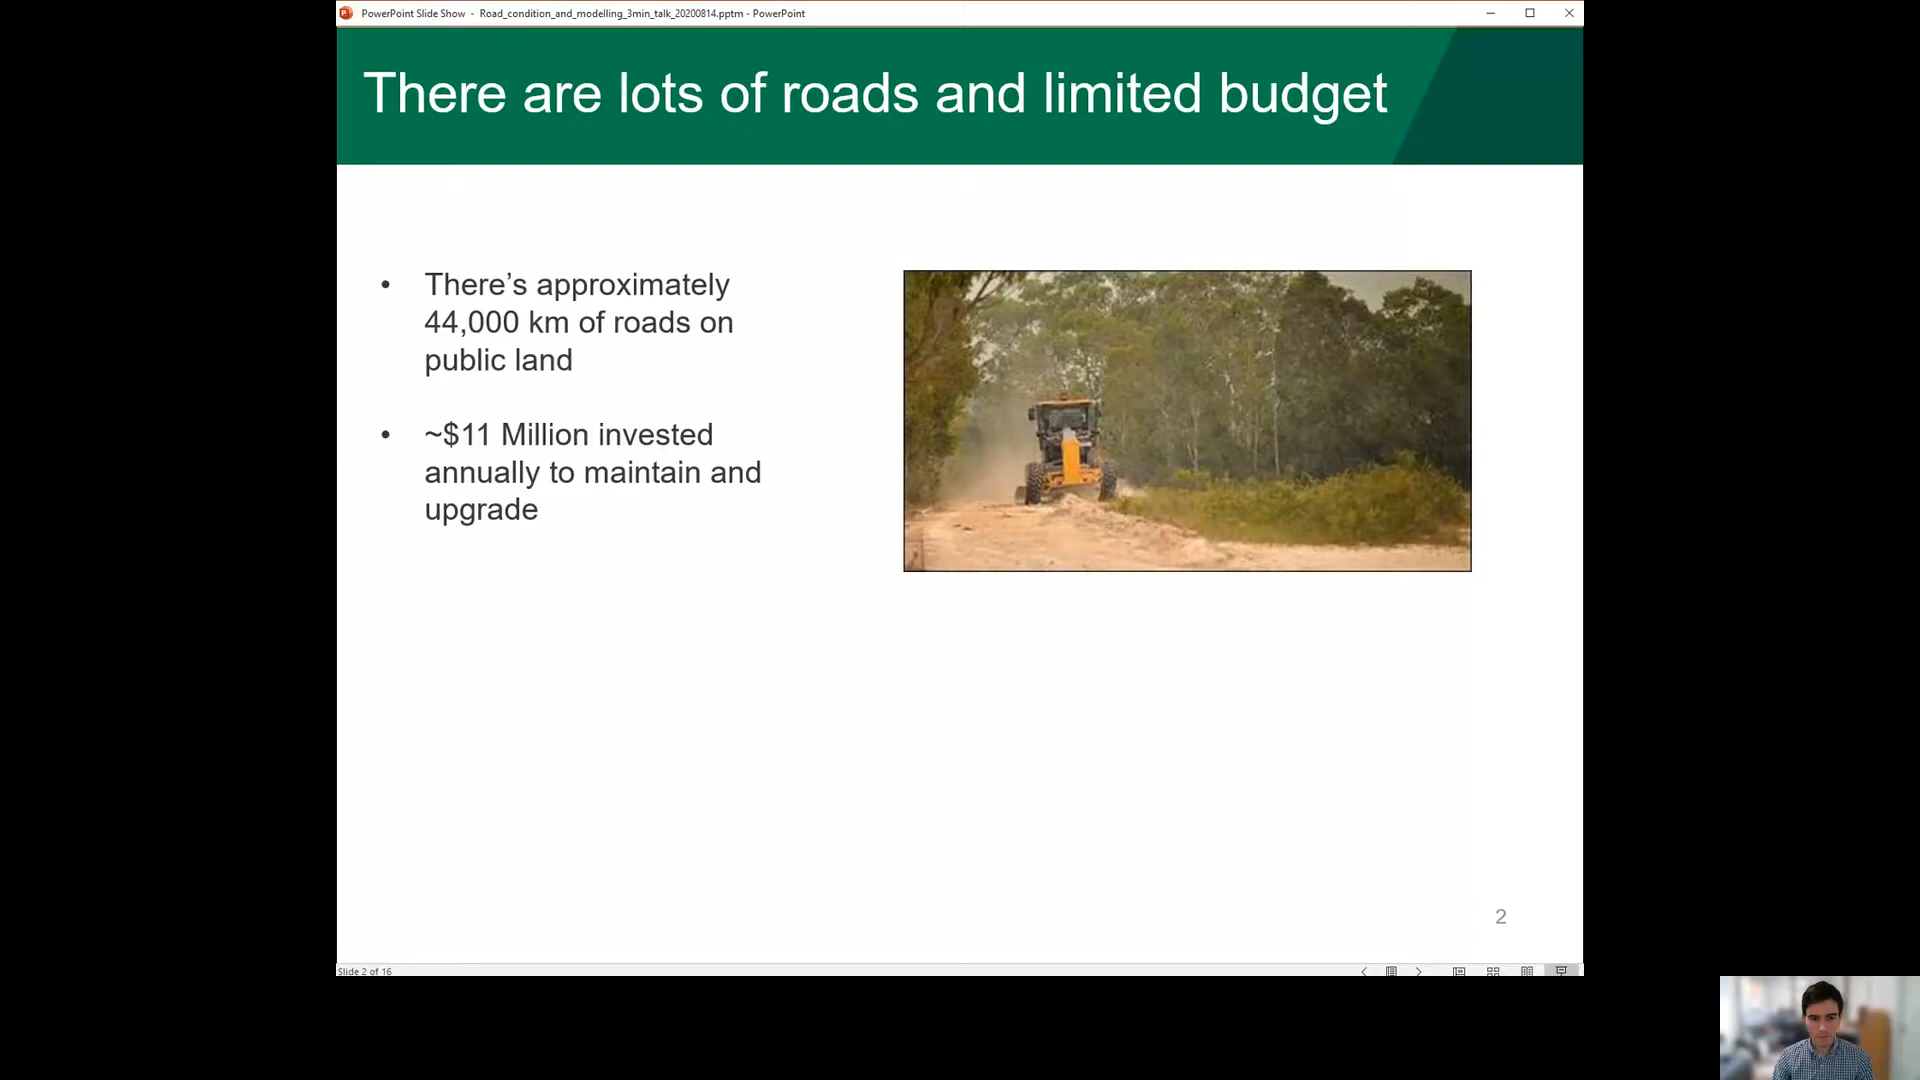 PowerPoint Slide Show - Road_condition_and_modelling_3min_talk_20200814.pptm - PowerPoint
There are lots of roads and limited budget
• There’s approximately
44,000 km of roads on
public land
• ~$11 Million invested
annually to maintain and
upgrade
2
Slide 2 of 16